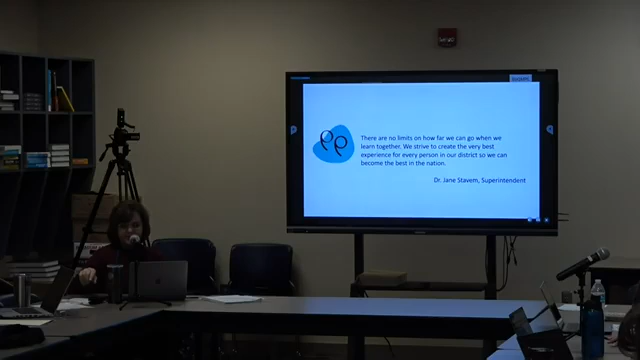 There are no limits on how far we can go when we
learn together. We strive to create the very best
experience for every person in our district so we can
become the best in the nation.
Dr. Jane Stavem, Superintendent